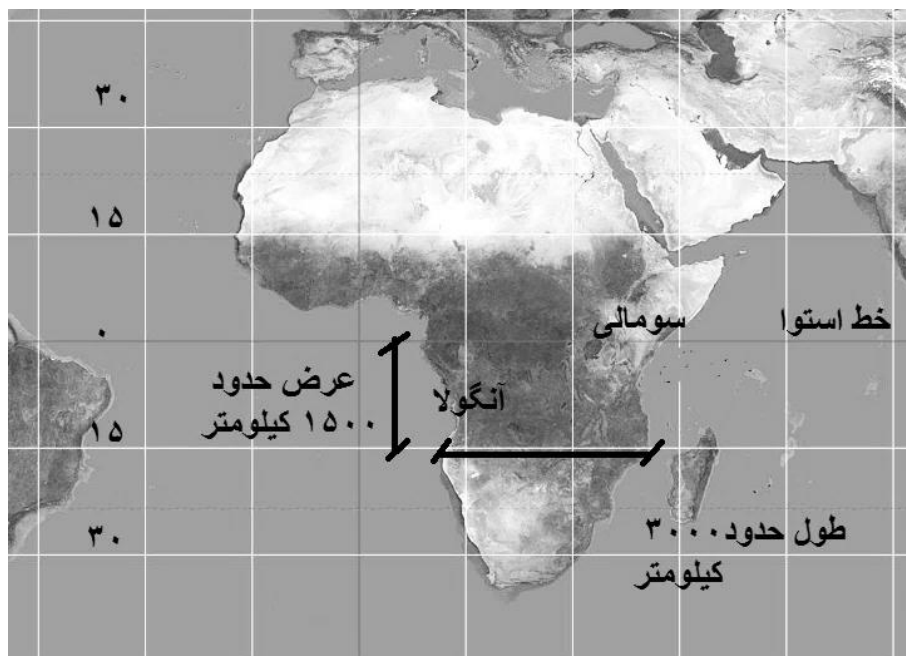 ۳۰
۱۵
۰
سومالی
خط استوا
عرض حدود
۱۵۰۰ کیلومتر
آنگولا
۱۵
۳۰
طول حدود۳۰۰۰
کیلومتر